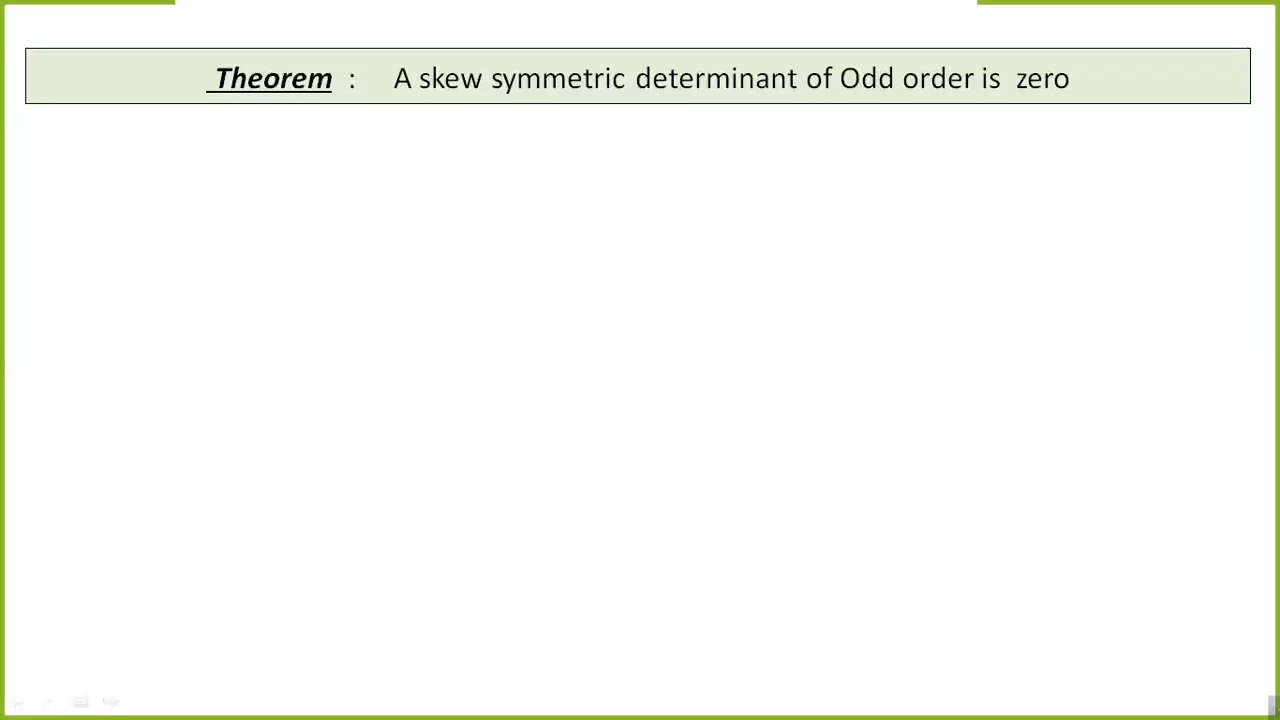 Theorem : A skew symmetric determinant of Odd order is zero